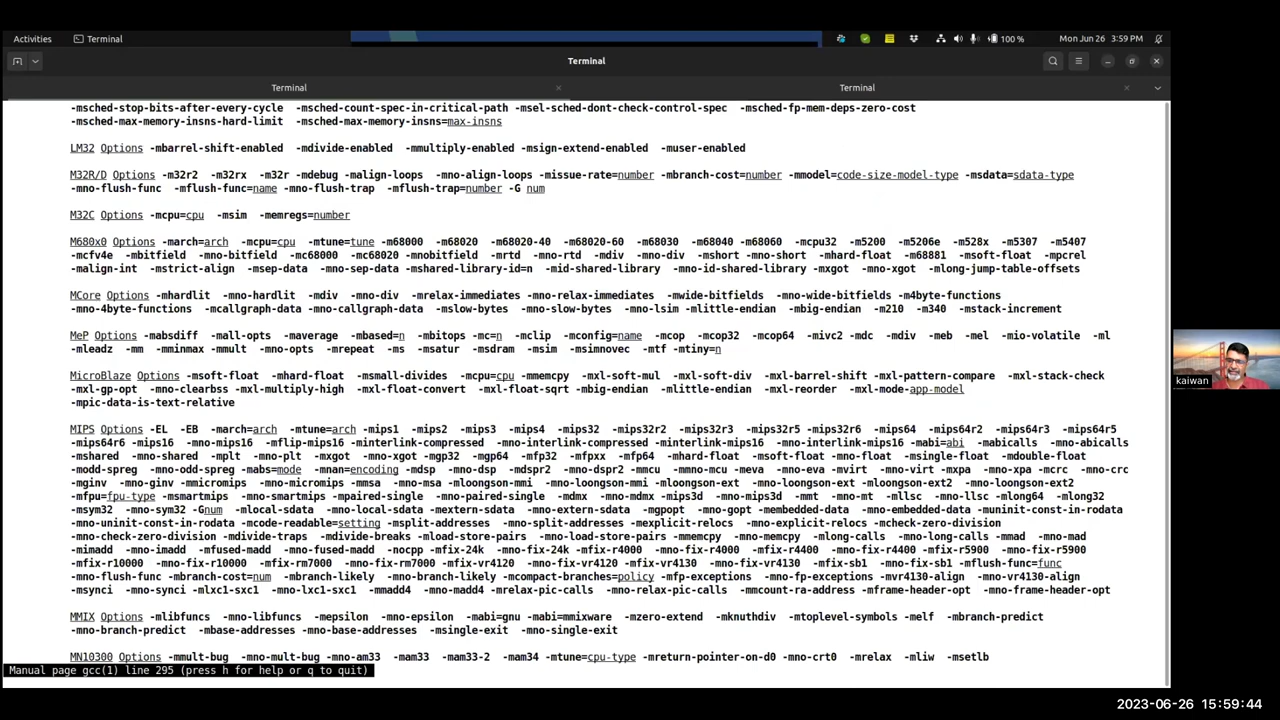 Activities
Terminal
100 %
Mon Jun 26 3:59 PM
Terminal
Terminal
Terminal
-msched-stop-bits-after-every-cycle -msched-count-spec-in-critical-path -msel-sched-dont-check-control-spec -msched-fp-mem-deps-zero-cost
-msched-max-memory-insns-hard-limit -msched-max-memory-insns=max-insns
LM32 Options -mbarrel-shift-enabled -mdivide-enabled -mmultiply-enabled -msign-extend-enabled -muser-enabled
M32R/D Options -m32r2 -m32rx -m32r -mdebug -malign-loops -mno-align-loops -missue-rate=number -mbranch-cost=number -mmodel=code-size-model-type -msdata=sdata-type
-mno-flush-func -mflush-func=name -mno-flush-trap -mflush-trap=number -G num
M32C Options -mcpu=cpu -msim -memregs=number
M680x0 Options -march=arch -mcpu=cpu -mtune=tune -m68000 -m68020 -m68020-40 -m68020-60 -m68030 -m68040 -m68060 -mcpu32 -m5200 -m5206e -m528x -m5307 -m5407
-mcfv4e -mbitfield -mno-bitfield -mc68000 -mc68020 -mnobitfield -mrtd -mno-rtd -mdiv -mno-div -mshort -mno-short -mhard-float -m68881 -msoft-float -mpcrel
-malign-int -mstrict-align -msep-data -mno-sep-data -mshared-library-id=n -mid-shared-library -mno-id-shared-library -mxgot -mno-xgot -mlong-jump-table-offsets
MCore Options -mhardlit -mno-hardlit -mdiv -mno-div -mrelax-immediates -mno-relax-immediates -mwide-bitfields -mno-wide-bitfields -m4byte-functions
-mno-4byte-functions -mcallgraph-data -mno-callgraph-data -mslow-bytes -mno-slow-bytes -mno-lsim -mlittle-endian -mbig-endian -m210 -m340 -mstack-increment
MeP Options -mabsdiff -mall-opts -maverage -mbased=n -mbitops -mc=n -mclip -mconfig=name -mcop -mcop32 -mcop64 -mivc2 -mdc -mdiv -meb -mel -mio-volatile -ml
-mleadz -mm -mminmax -mmult -mno-opts -mrepeat -ms -msatur -msdram -msim -msimnovec -mtf -mtiny=n
MicroBlaze Options -msoft-float -mhard-float -msmall-divides -mcpu=cpu -mmemcpy -mxl-soft-mul -mxl-soft-div -mxl-barrel-shift -mxl-pattern-compare -mxl-stack-check
-mxl-gp-opt -mno-clearbss -mxl-multiply-high -mxl-float-convert -mxl-float-sqrt -mbig-endian -mlittle-endian -mxl-reorder -mxl-mode-app-model
-mpic-data-is-text-relative
MIPS Options -EL -EB -march=arch -mtune=arch -mips1 -mips2 -mips3 -mips4 -mips32 -mips32r2 -mips32r3 -mips32r5 -mips32r6 -mips64 -mips64r2 -mips64r3 -mips64r5
-mips64r6 -mips16 -mno-mips16 -mflip-mips16 -minterlink-compressed -mno-interlink-compressed -minterlink-mips16 -mno-interlink-mips16 -mabi=abi -mabicalls -mno-abicalls
-mshared -mno-shared -mplt -mno-plt -mxgot -mno-xgot -mgp32 -mgp64 -mfp32 -mfpxx -mfp64 -mhard-float -msoft-float -mno-float -msingle-float -mdouble-float
-modd-spreg -mno-odd-spreg -mabs=mode -mnan=encoding -mdsp -mno-dsp -mdspr2 -mno-dspr2 -mmcu -mmno-mcu -meva -mno-eva -mvirt -mno-virt -mxpa -mno-xpa -mcrc -mno-crc
-mginv -mno-ginv -mmicromips -mno-micromips -mmsa -mno-msa -mloongson-mmi -mno-loongson-mmi -mloongson-ext -mno-loongson-ext -mloongson-ext2 -mno-loongson-ext2
-mfpu=fpu-type -msmartmips -mno-smartmips -mpaired-single -mno-paired-single -mdmx -mno-mdmx -mips3d -mno-mips3d -mmt -mno-mt -mllsc -mno-llsc -mlong64 -mlong32
-msym32 -mno-sym32 -Gnum -mlocal-sdata -mno-local-sdata -mextern-sdata -mno-extern-sdata -mgpopt -mno-gopt -membedded-data -mno-embedded-data -muninit-const-in-rodata
-mno-uninit-const-in-rodata -mcode-readable=setting -msplit-addresses -mno-split-addresses -mexplicit-relocs -mno-explicit-relocs -mcheck-zero-division
-mno-check-zero-division -mdivide-traps -mdivide-breaks -mload-store-pairs -mno-load-store-pairs -mmemcpy -mno-memcpy -mlong-calls -mno-long-calls -mmad -mno-mad
-mimadd -mno-imadd -mfused-madd -mno-fused-madd -nocpp -mfix-24k -mno-fix-24k -mfix-r4000 -mno-fix-r4000 -mfix-r4400 -mno-fix-r4400 -mfix-r5900 -mno-fix-r5900
-mfix-r10000 -mno-fix-r10000 -mfix-rm7000 -mno-fix-rm7000 -mfix-vr4120 -mno-fix-vr4120 -mfix-vr4130 -mno-fix-vr4130 -mfix-sb1 -mno-fix-sb1 -mflush-func=func
-mno-flush-func -mbranch-cost=num -mbranch-likely -mno-branch-likely -mcompact-branches=policy -mfp-exceptions -mno-fp-exceptions -mvr4130-align -mno-vr4130-align
-msynci -mno-synci -mlxc1-sxc1 -mno-lxc1-sxc1 -mmadd4 -mno-madd4 -mrelax-pic-calls -mno-relax-pic-calls -mmcount-ra-address -mframe-header-opt -mno-frame-header-opt
MMIX Options -mlibfuncs -mno-libfuncs -mepsilon -mno-epsilon -mabi=gnu -mabi=mmixware -mzero-extend -mknuthdiv -mtoplevel-symbols -melf -mbranch-predict
-mno-branch-predict -mbase-addresses -mno-base-addresses -msingle-exit -mno-single-exit
MN10300 Options -mmult-bug -mno-mult-bug -mno-am33 -mam33 -mam33-2 -mam34 -mtune=cpu-type -mreturn-pointer-on-d0 -mno-crt0 -mrelax -mliw -msetlb
Manual page gcc(1) line 295 (press h for help or q to quit)
kaiwan
2023-06-26 15:59:44